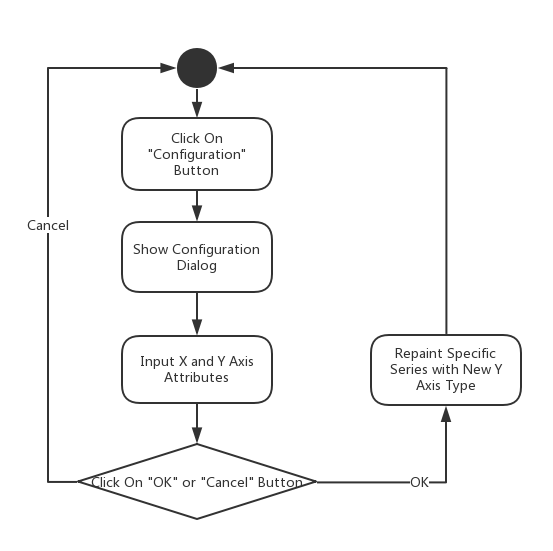 Click On
"Configuration"
Button
Cancel
Show Configuration
Dialog
Input X and Y Axis
Attributes
Repaint Specific
Series with New Y
Axis Type
Click On "OK" or "Cancel" Button
OK